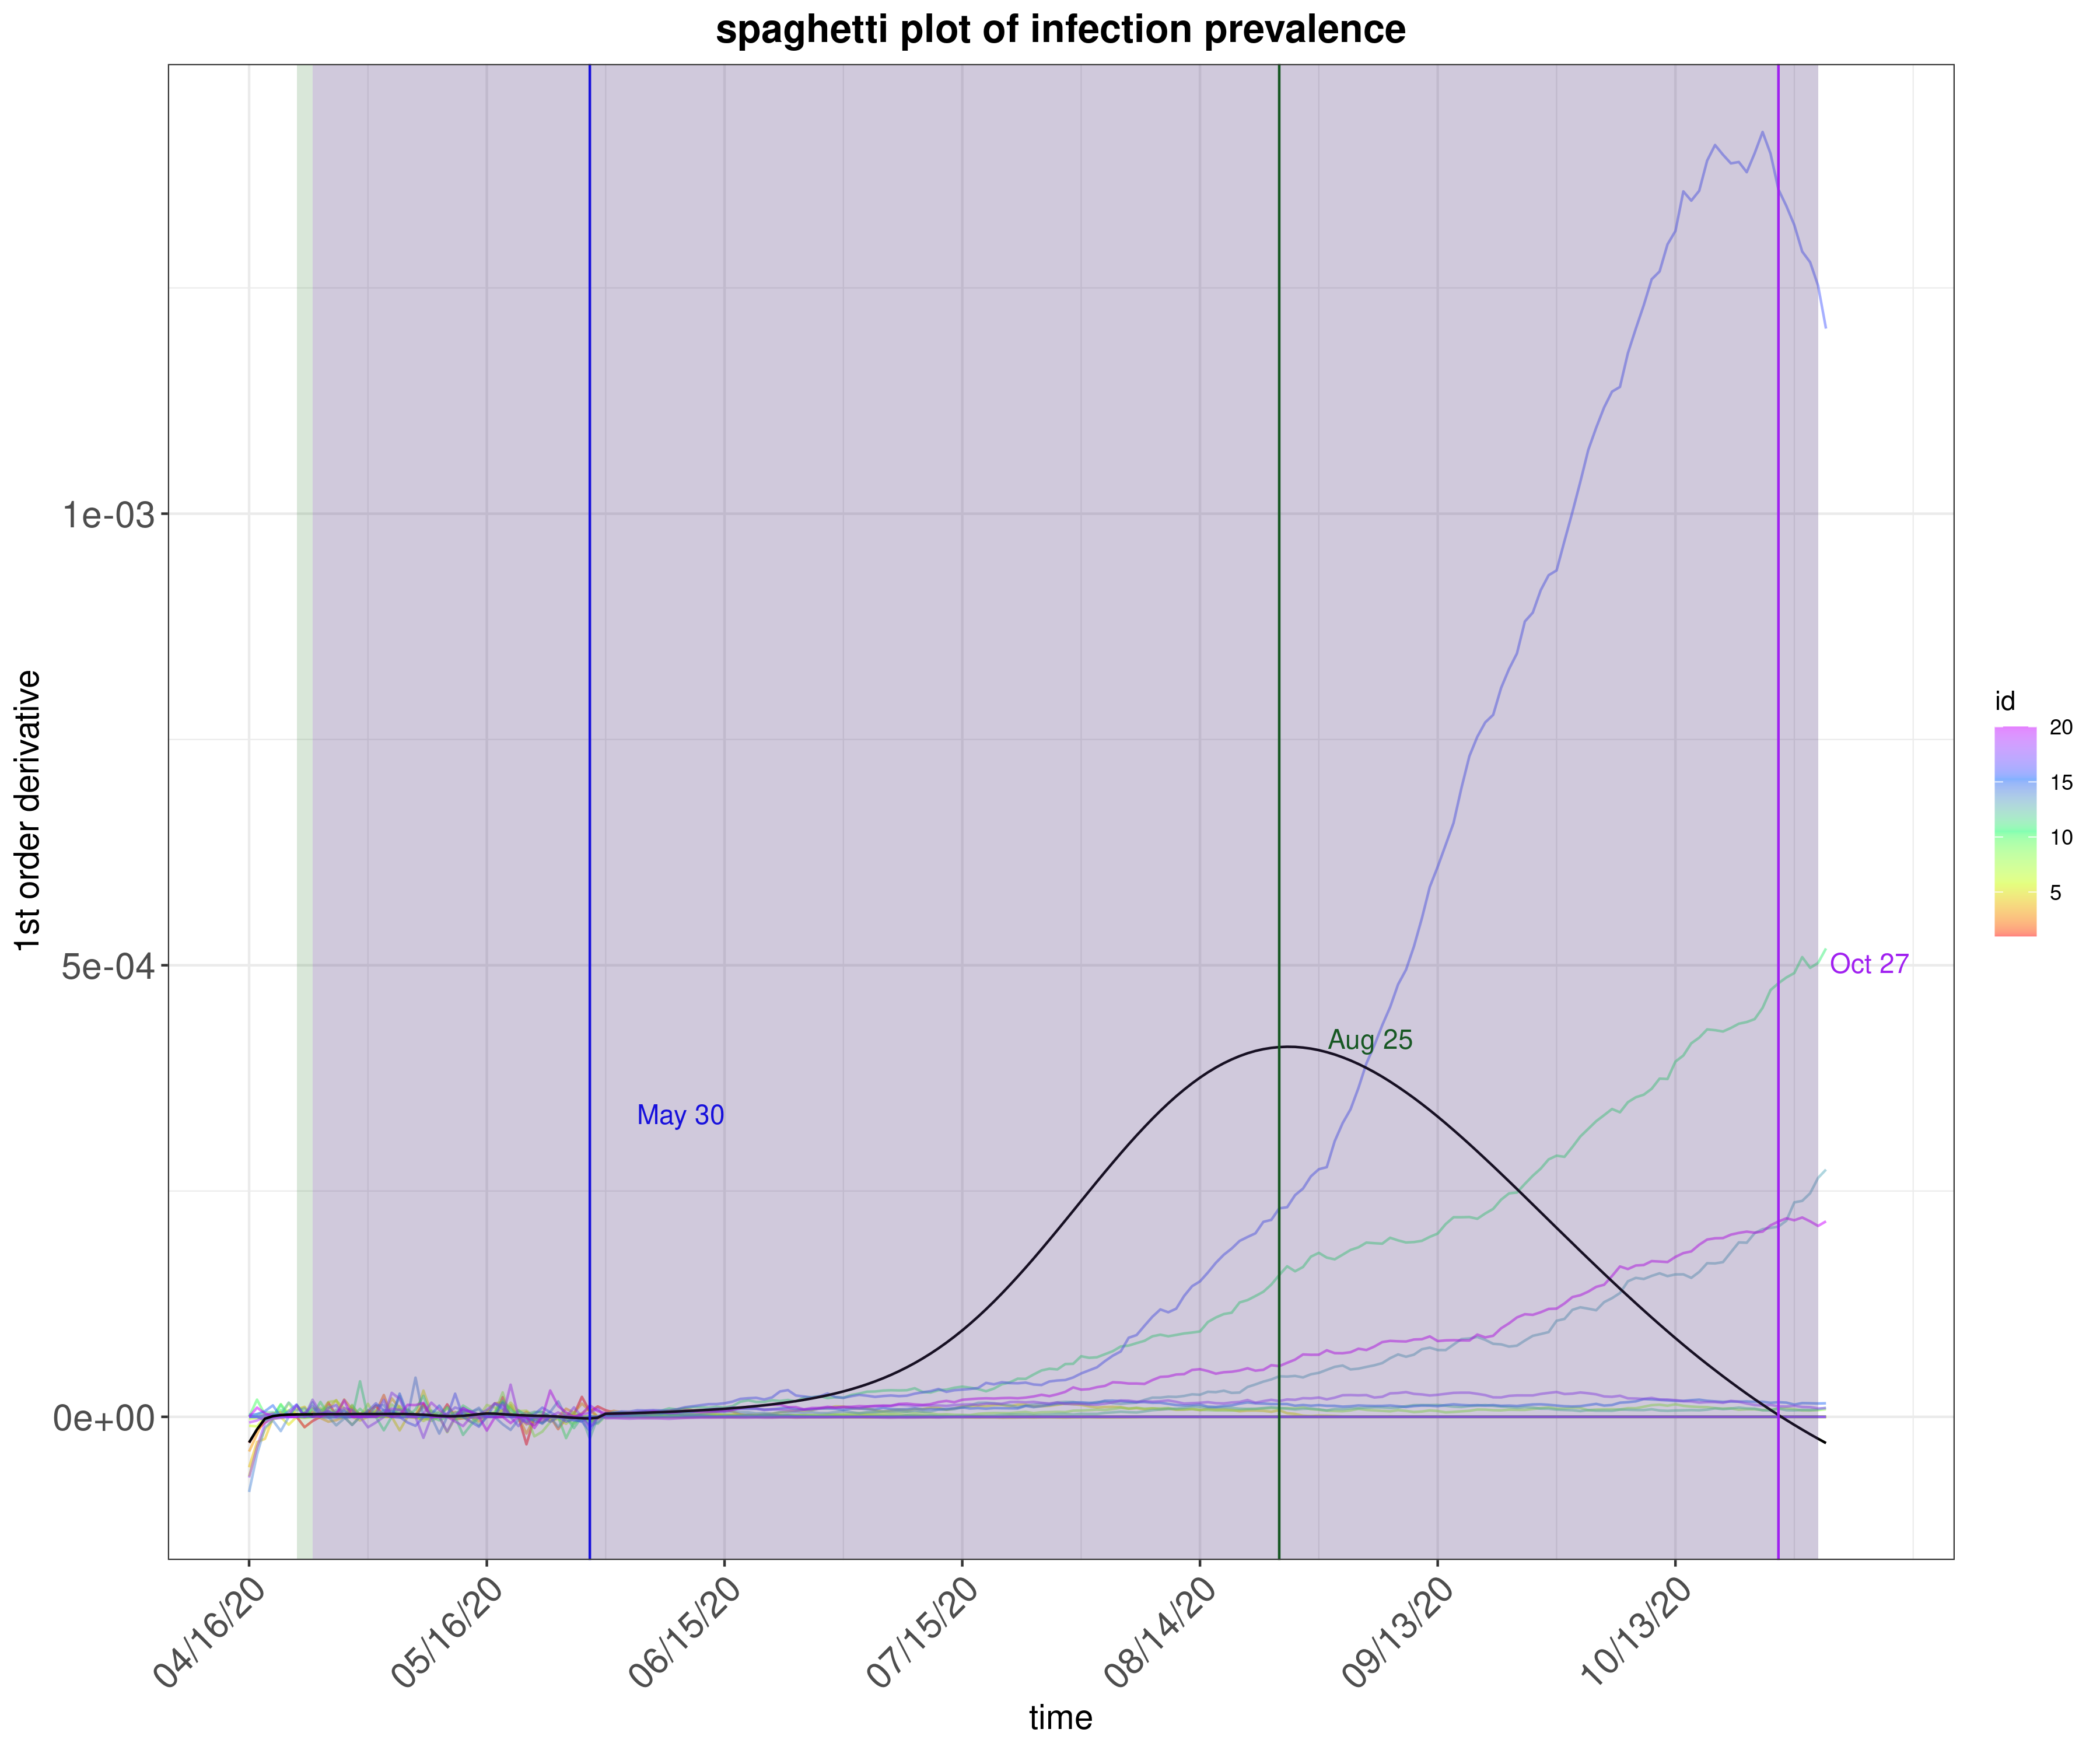 spaghetti plot of infection prevalence
1st order derivative
1e-03
5e-04
0e+00
May 30
Aug 25
Oct 27
id
20
15
10
5
04/16/20
05/16/20
06/15/20
07/15/20
08/14/20
09/13/20
10/13/20
time